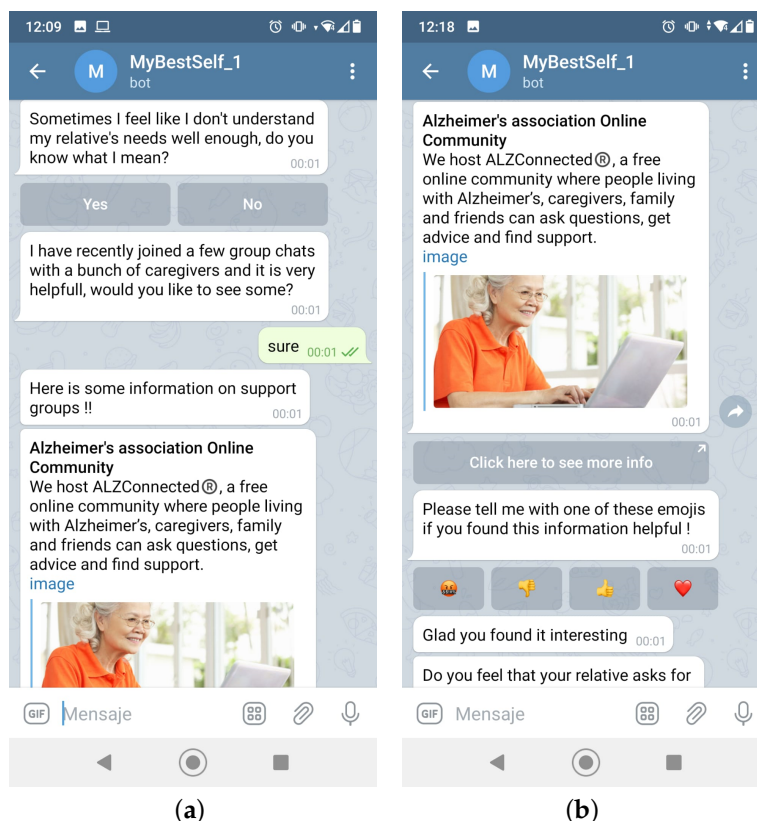 12:09
MyBestSelf_1
M
bot
Sometimes I feel like I don't understand
my relative's needs well enough, do you
know what I mean?
00:01
Yes
No
I have recently joined a few group chats
with a bunch of caregivers and it is very
helpfull, would you like to see some?
00:01
sure 00:01
Here is some information on support
groups !!
00:01
Alzheimer's association Online
Community
We host ALZConnected®, a free
online community where people living
with Alzheimer's, caregivers, family
and friends can ask questions, get
advice and find support.
image
GIF Mensaje
(a)
12:18
MyBestSelf_1
M
bot
Alzheimer's association Online
Community
We host ALZConnected®, a free
online community where people living
with Alzheimer's, caregivers, family
and friends can ask questions, get
advice and find support.
image
00:01
Click here to see more info
Please tell me with one of these emojis
if you found this information helpful !
00:01
Glad you found it interesting 00:01
Do you feel that your relative asks for
GIF Mensaje
(b)